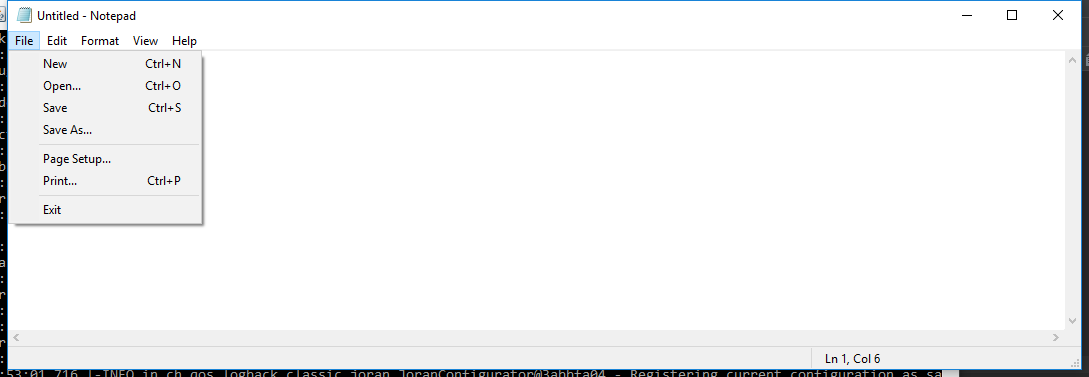 Untitled - Notepad
File Edit Format View Help
New Ctrl+N
Open... Ctrl+O
Save Ctrl+S
Save As...
Page Setup...
Print... Ctrl+P
Exit
Ln 1, Col 6
:53:01,716 |-INFO in ch.qos.logback.classic.joran.JoranConfigurator@3abbfa04 - Registering current configuration as sa